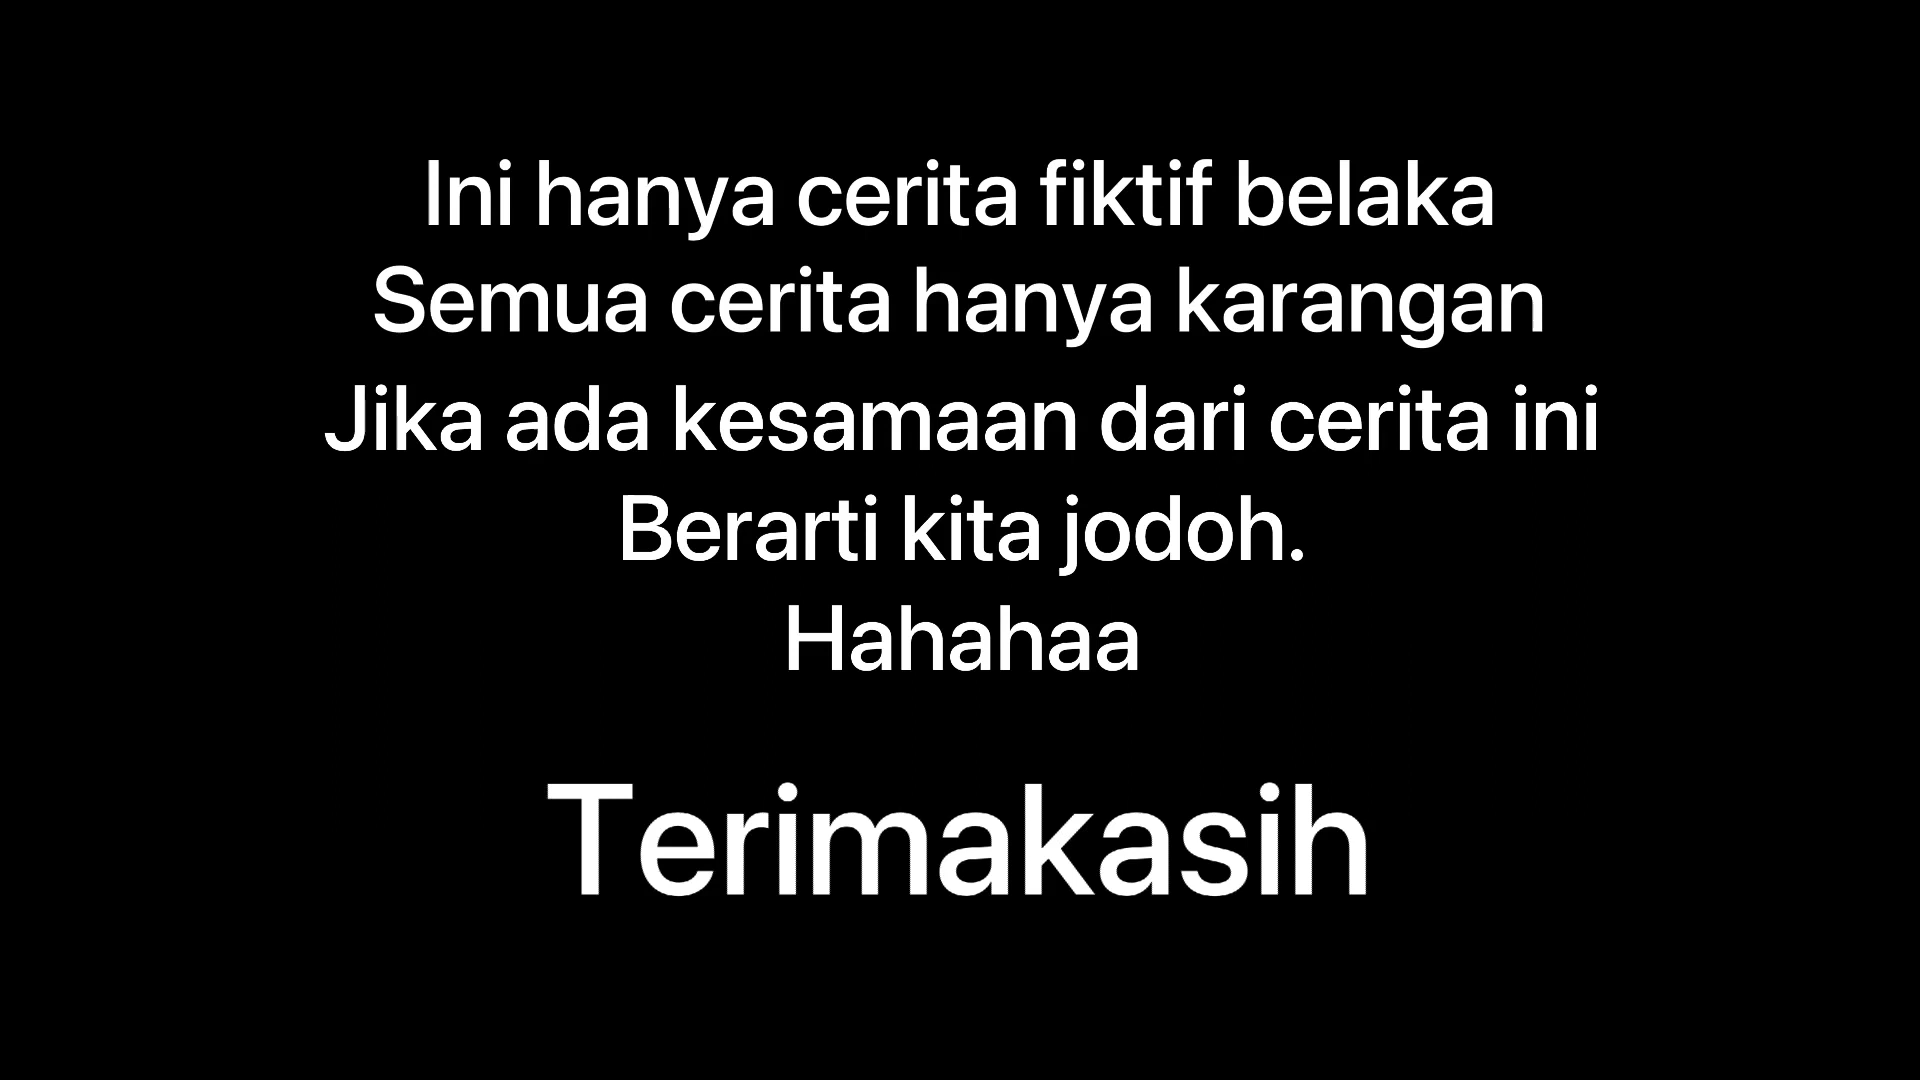 Ini hanya cerita fiktif belaka
Semua cerita hanya karangan
Jika ada kesamaan dari cerita ini
Berarti kita jodoh.
Hahahaa
Terimakasih